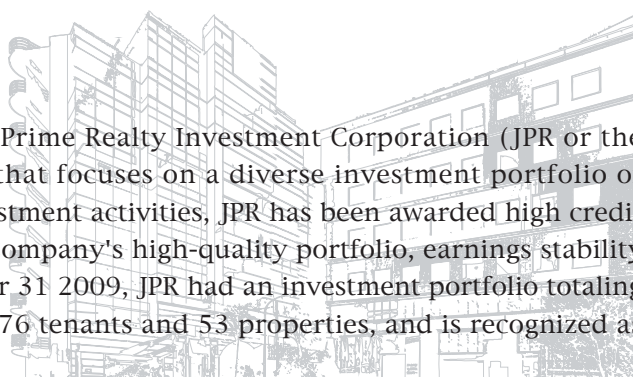 Prime Realty Investment Corporation (JPR or the
that focuses on a diverse investment portfolio o
stment activities, JPR has been awarded high credi
ompany's high-quality portfolio, earnings stability
r 31 2009, JPR had an investment portfolio totaling
76 tenants and 53 properties, and is recognized a